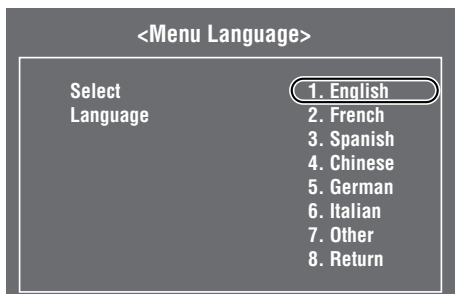 <Menu Language>
Select 1. English
Language 2. French
3. Spanish
4. Chinese
5. German
6. Italian
7. Other
8. Return